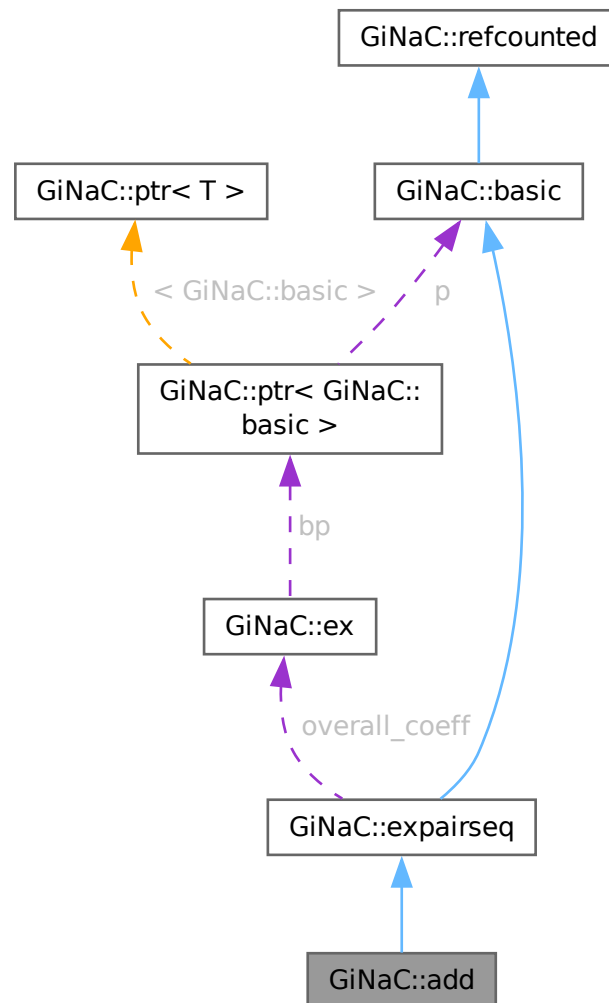 GiNaC::refcounted
GiNaC::ptr< T >
GiNaC::basic
< GiNaC::basic >
p
GiNaC::ptr< GiNaC::
basic >
bp
GiNaC::ex
overall_coeff
GiNaC::expairseq
GiNaC::add